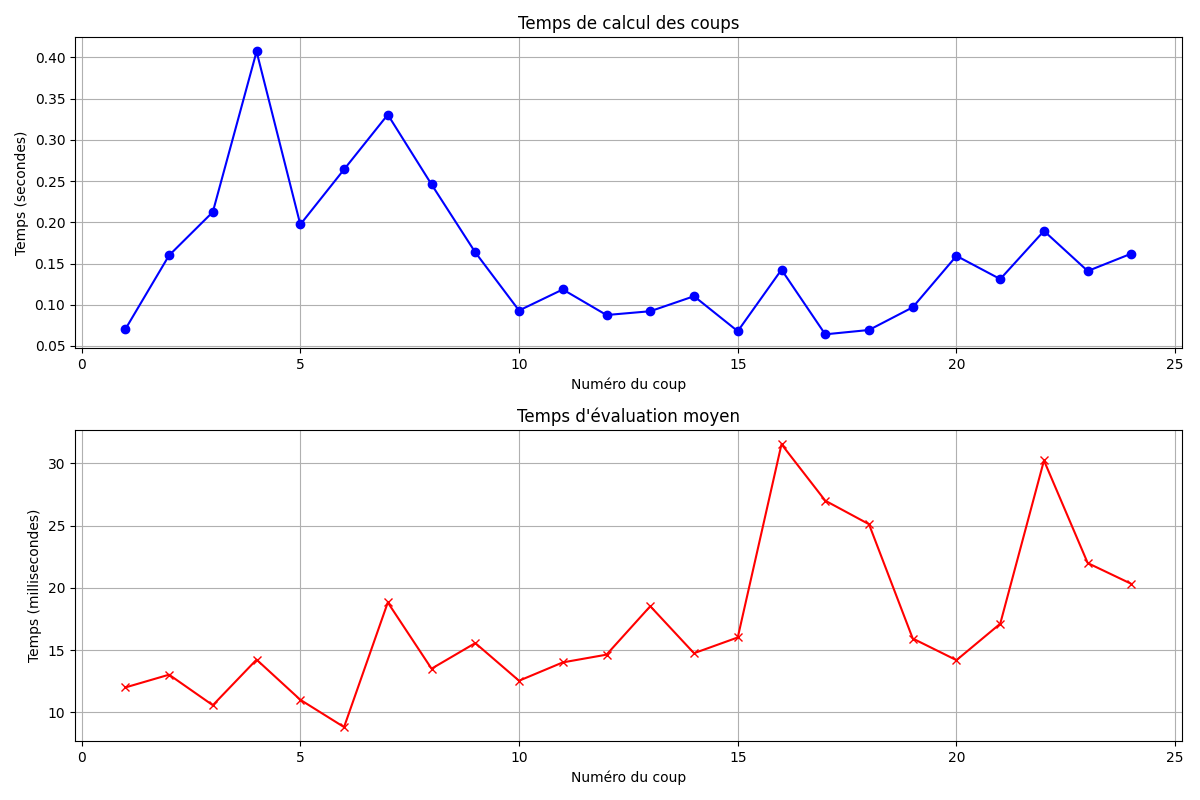 Temps de calcul des coups
Temps (secondes)
0.40
0.35
0.30
0.25
0.20
0.15
0.10
0.05
0 5 10 15 20 25
Numéro du coup
Temps d'évaluation moyen
Temps (millisecondes)
30
25
20
15
10
0 5 10 15 20 25
Numéro du coup